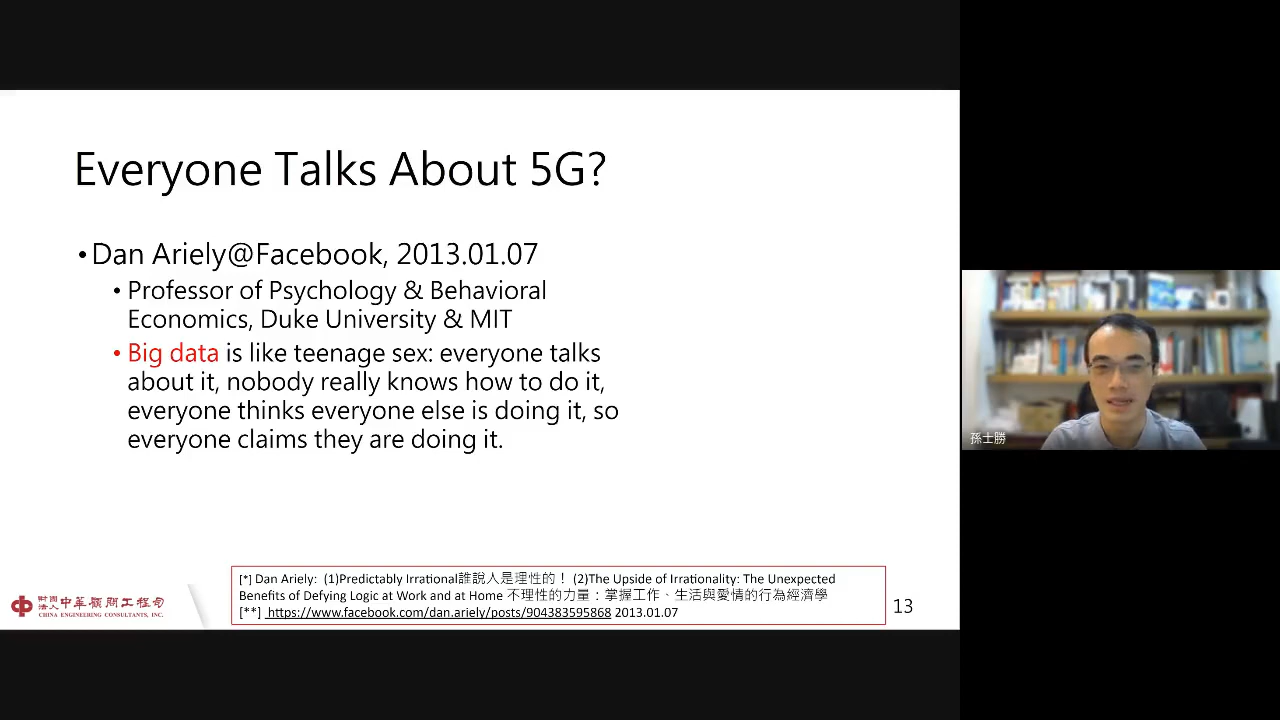 Everyone Talks About 5G?
•Dan Ariely@Facebook, 2013.01.07
• Professor of Psychology & Behavioral
Economics, Duke University & MIT
• Big data is like teenage sex: everyone talks
about it, nobody really knows how to do it,
everyone thinks everyone else is doing it, so
everyone claims they are doing it.
孫士勝
[*] Dan Ariely: (1)Predictably Irrational誰說人是理性的！ (2)The Upside of Irrationality: The Unexpected
Benefits of Defying Logic at Work and at Home 不理性的力量：掌握工作、生活與愛情的行為經濟學
[**] https://www.facebook.com/dan.ariely/posts/904383595868 2013.01.07
財團法人中華顧問工程司
CHINA ENGINEERING CONSULTANTS, INC.
13